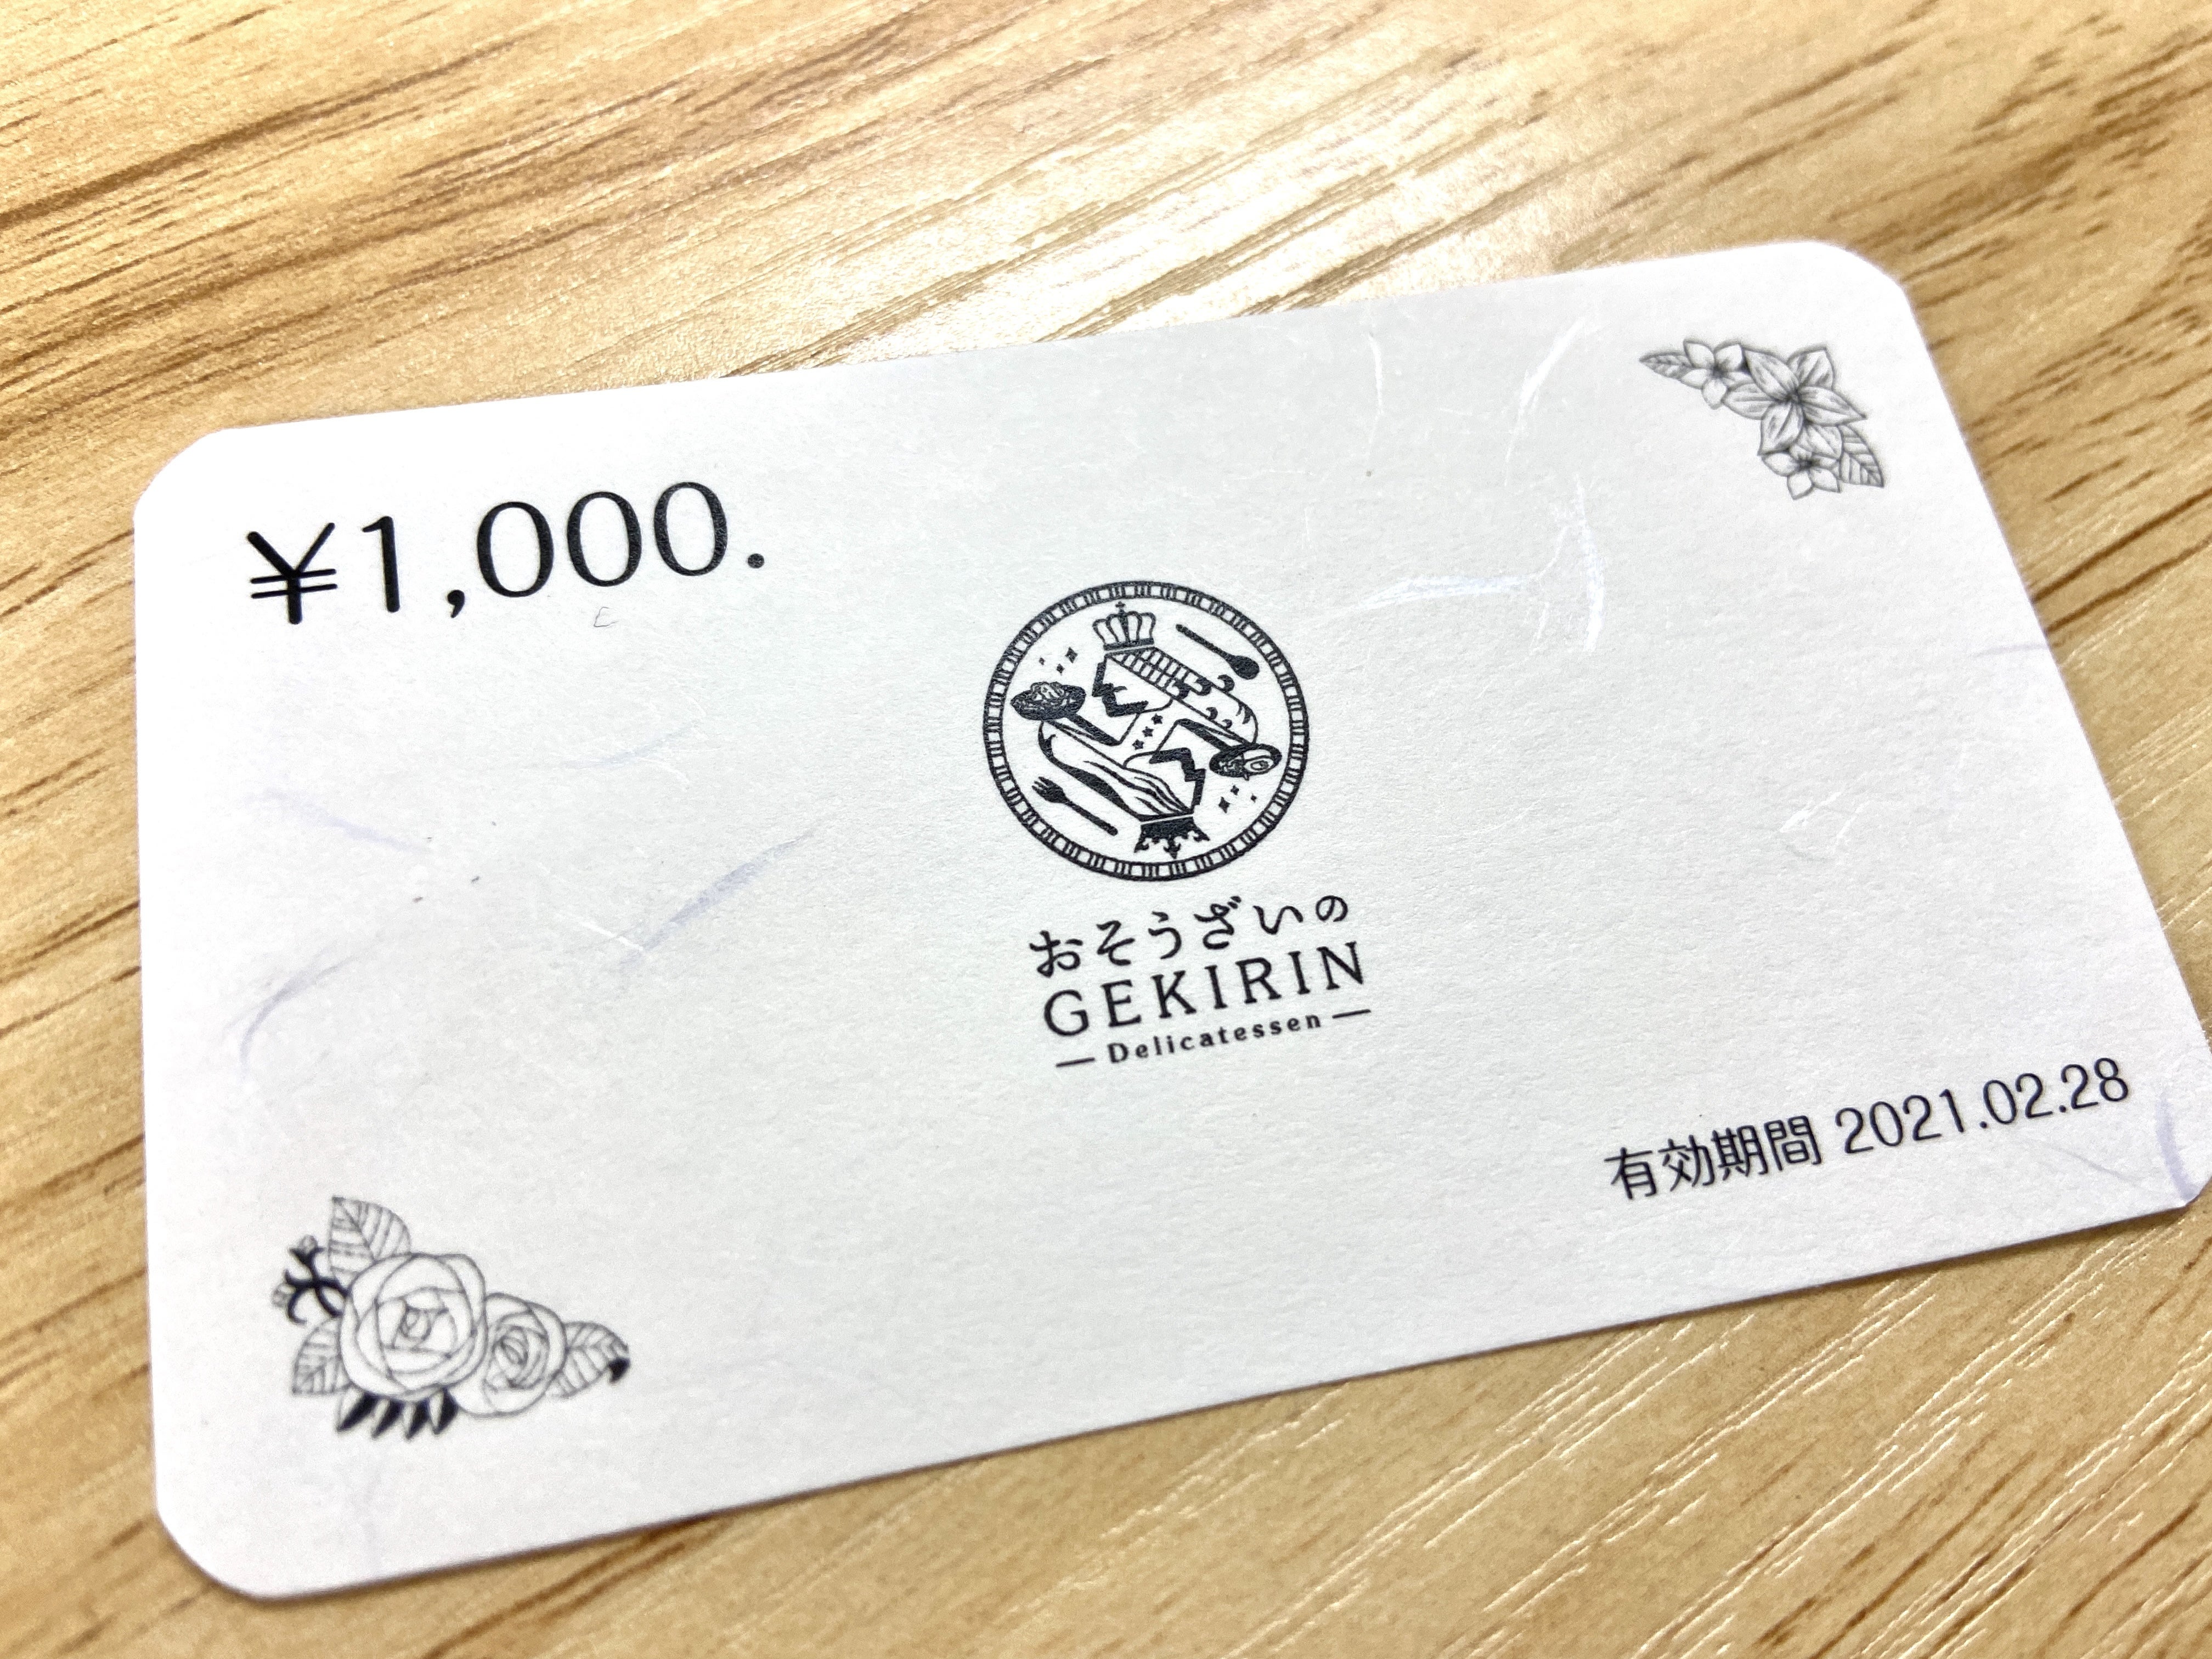 ¥1,000.
おそうざいの
GEKIRIN
Delicatessen
有効期間 2021.02.28